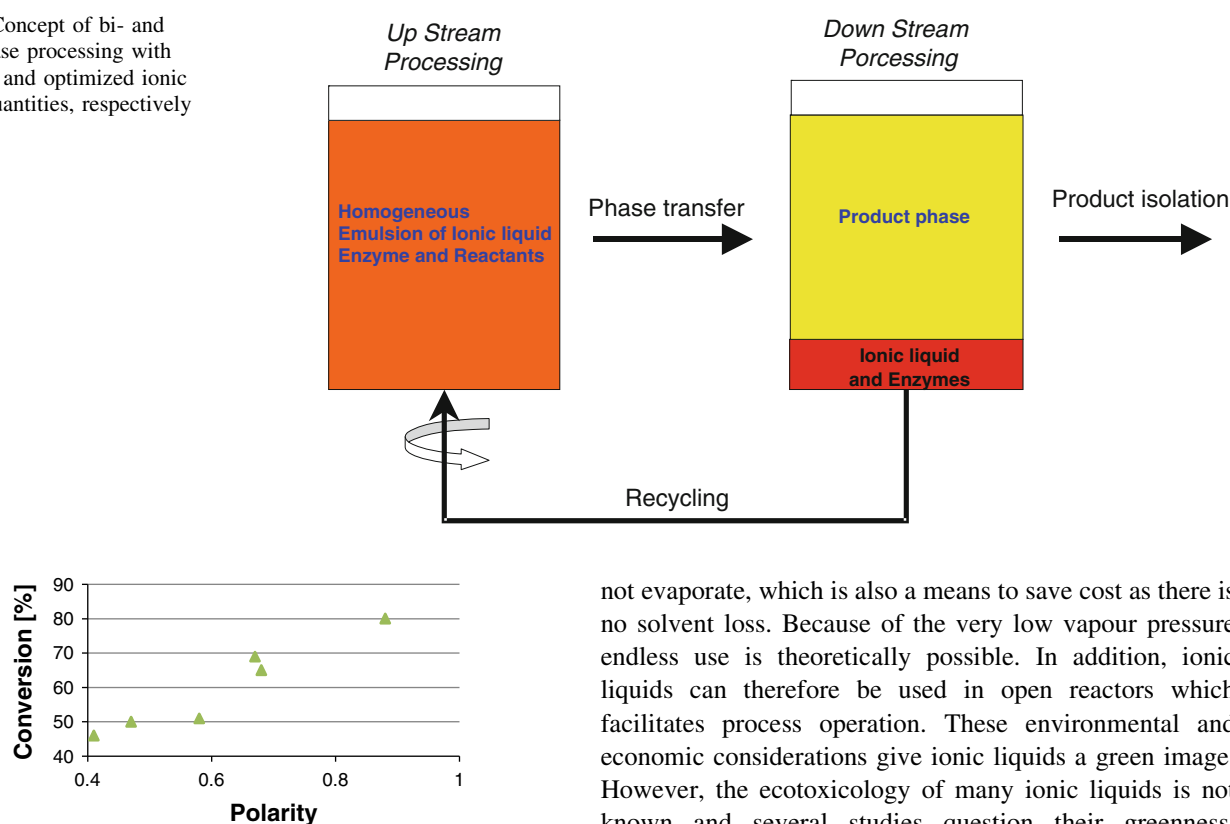 Concept of bi- and
se processing with
and optimized ionic
uantities, respectively
Up Stream
Processing
Down Stream
Porcessing
Homogeneous
Emulsion of Ionic liquid
Enzyme and Reactants
Phase transfer
Product phase
Product isolation
Ionic liquid
and Enzymes
Recycling
Conversion [%]
90
80
70
60
50
40
0.4
0.6
0.8
1
Polarity
not evaporate, which is also a means to save cost as there is
no solvent loss. Because of the very low vapour pressure
endless use is theoretically possible. In addition, ionic
liquids can therefore be used in open reactors which
facilitates process operation. These environmental and
economic considerations give ionic liquids a green image
However, the ecotoxicology of many ionic liquids is not
known and several studies question their greenness